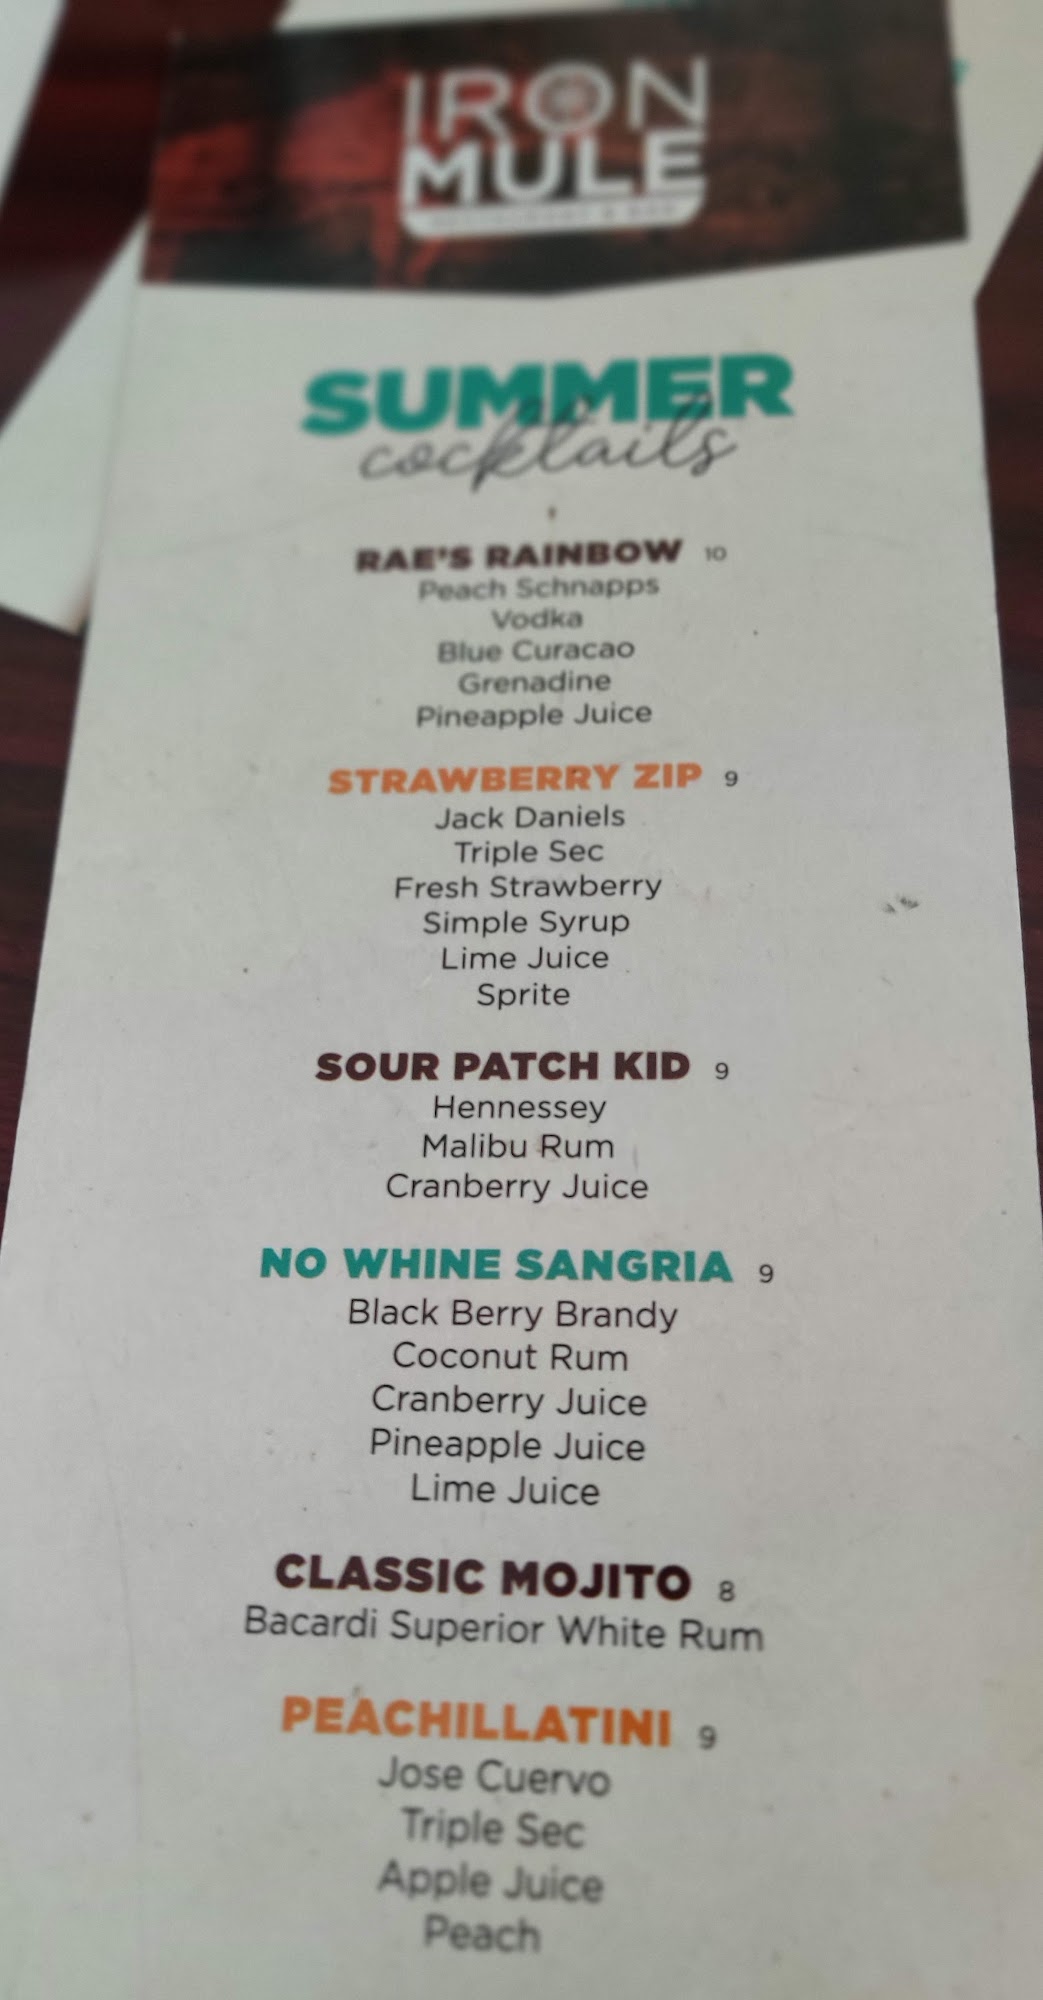 IRON
MULE
RESTAURANT & BAR
SUMMER
cocktails
RAE'S RAINBOW 10
Peach Schnapps
Vodka
Blue Curacao
Grenadine
Pineapple Juice
STRAWBERRY ZIP 9
Jack Daniels
Triple Sec
Fresh Strawberry
Simple Syrup
Lime Juice
Sprite
SOUR PATCH KID 9
Hennessey
Malibu Rum
Cranberry Juice
NO WHINE SANGRIA 9
Black Berry Brandy
Coconut Rum
Cranberry Juice
Pineapple Juice
Lime Juice
CLASSIC MOJITO 8
Bacardi Superior White Rum
PEACHILLATINI 9
Jose Cuervo
Triple Sec
Apple Juice
Peach